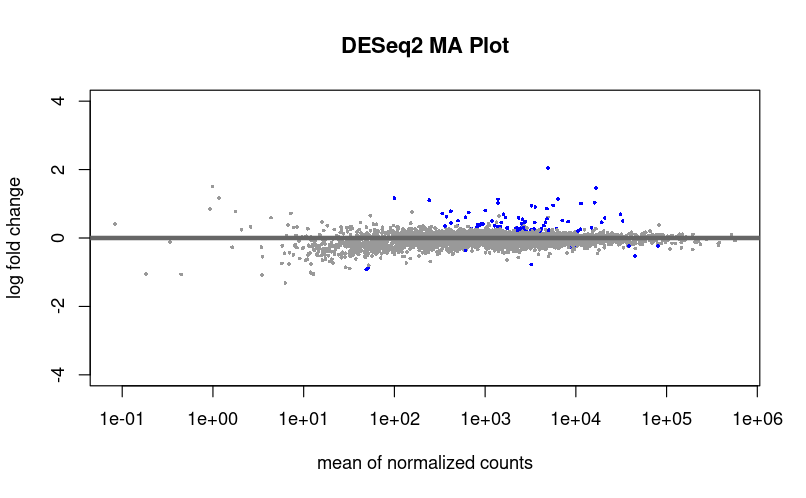 DESeq2 MA Plot
log fold change
4
2
0
-2
-4
1e-01 1e+00 1e+01 1e+02 1e+03 1e+04 1e+05 1e+06
mean of normalized counts